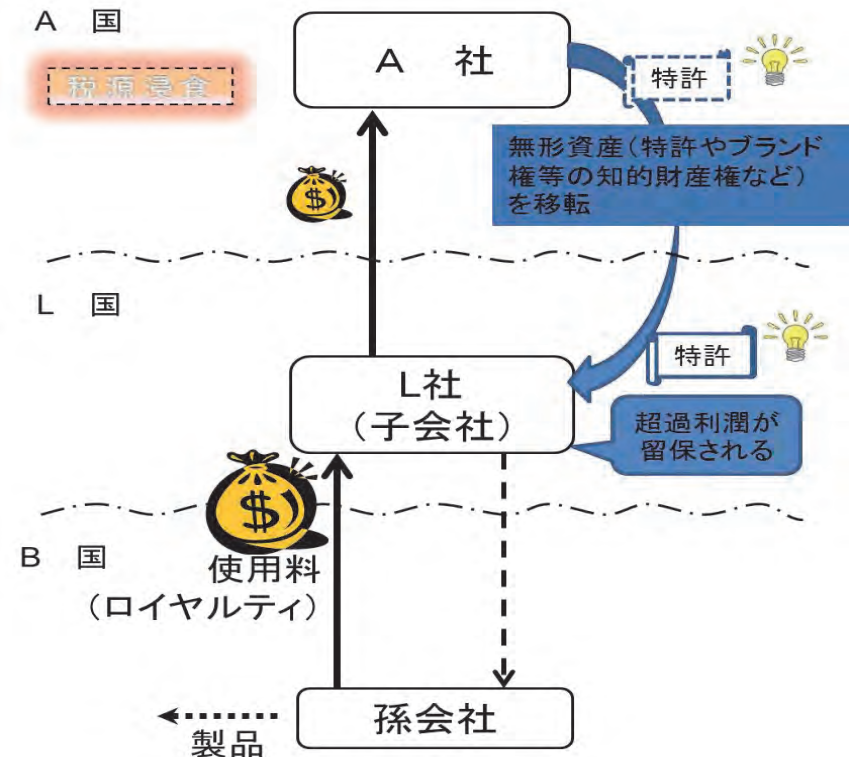 A　国
税源浸食
A　社
特許
無形資産(特許やブランド
権等の知的財産権など)
を移転
$
L　国
特許
L社
(子会社)
超過利潤が
留保される
$
B　国
使用料
(ロイヤルティ)
孫会社
製品